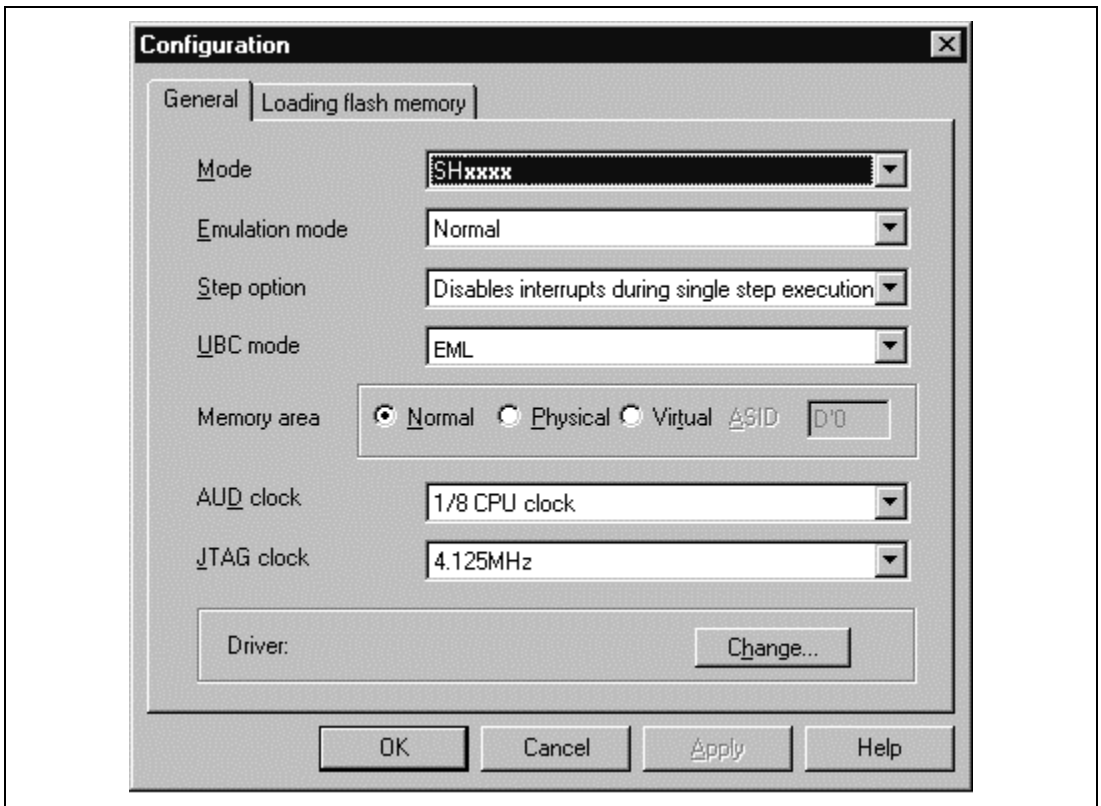 Configuration
General Loading flash memory
Mode SHxxxx
Emulation mode Normal
Step option Disables interrupts during single step execution
UBC mode EML
Memory area Normal Physical Virtual ASID D'0
AUD clock 1/8 CPU clock
JTAG clock 4.125MHz
Driver: Change...
OK Cancel Apply Help